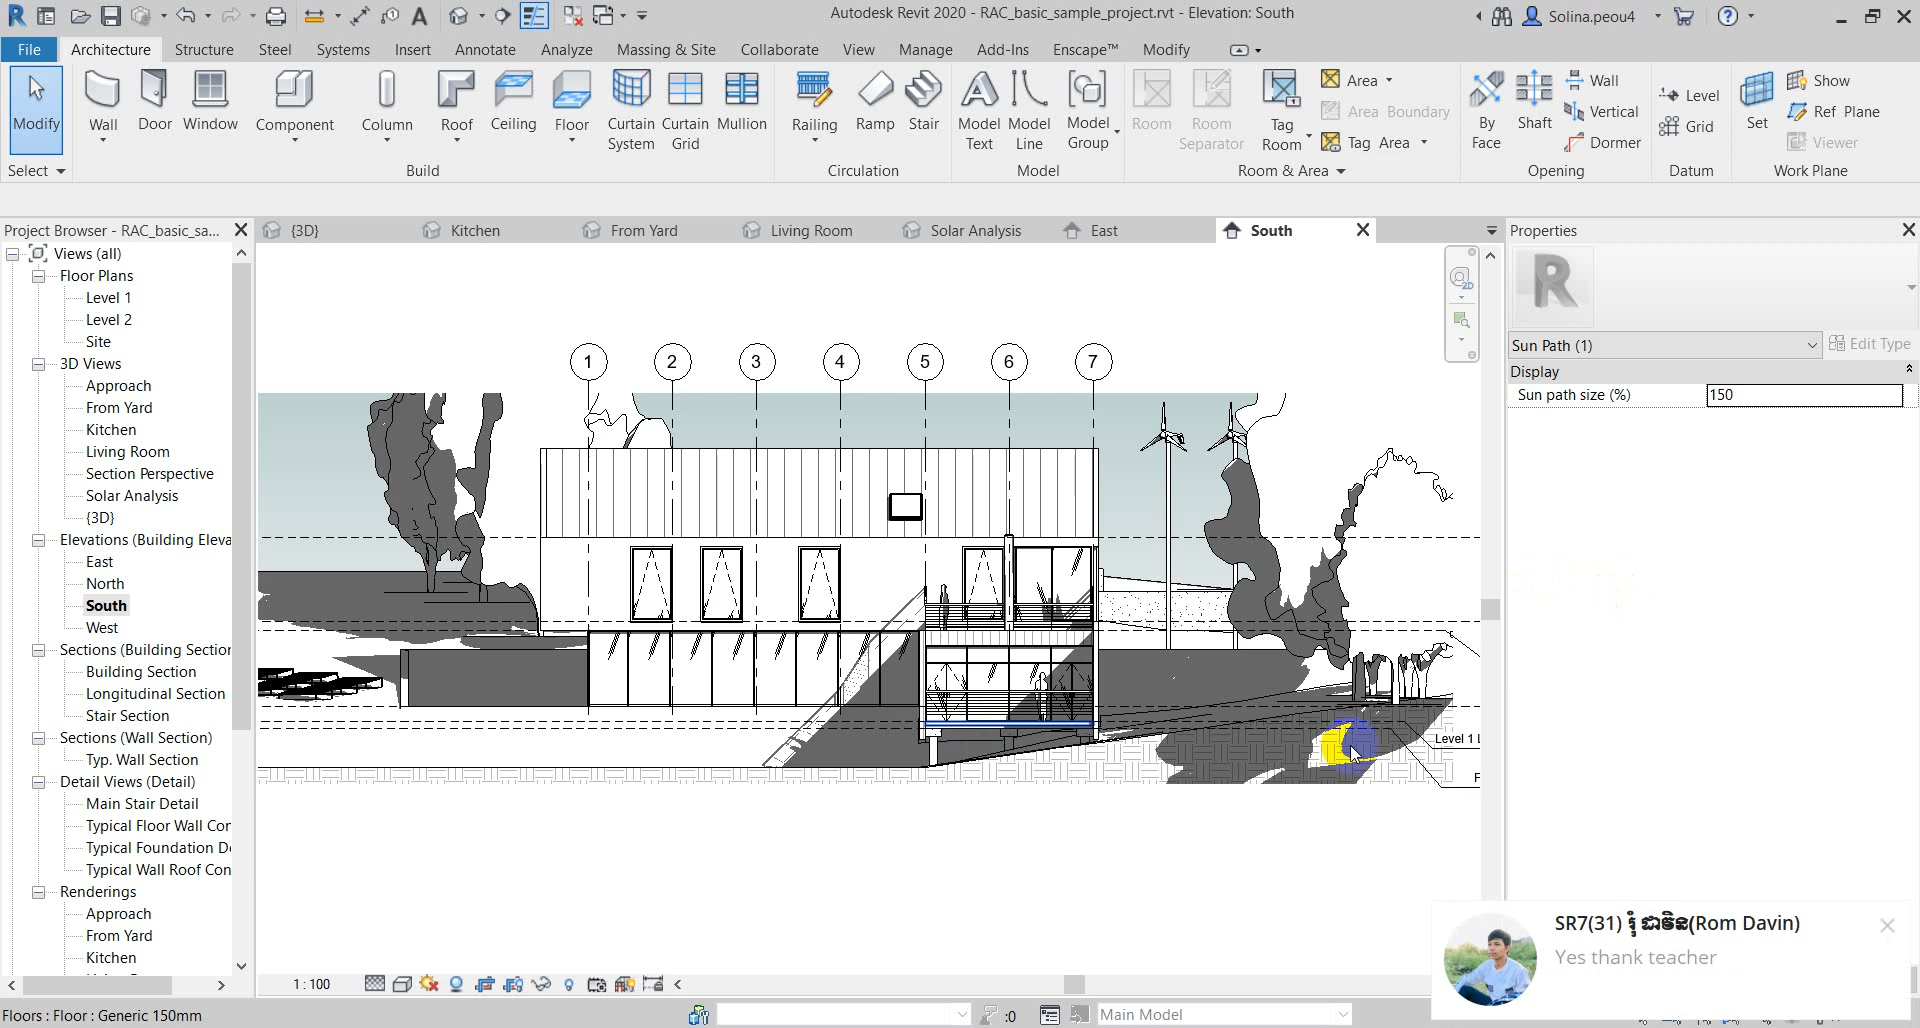 Autodesk Revit 2020 - RAC_basic_sample_project.rvt - Elevation: South
Solina.peou4
File Architecture Structure Steel Systems Insert Annotate Analyze Massing & Site Collaborate View Manage Add-Ins Enscape™ Modify
Modify
Wall
Door
Window
Component
Column
Roof
Ceiling
Floor
Curtain System
Curtain Grid
Mullion
Railing
Ramp
Stair
Model Text
Model Line
Model Group
Room
Room Separator
Tag Room
Area
Area Boundary
Tag Area
By Face
Shaft
Wall
Vertical
Dormer
Level
Grid
Set
Show
Ref Plane
Viewer
Select Build Circulation Model Room & Area Opening Datum Work Plane
Project Browser - RAC_basic_sa...
{3D} Kitchen From Yard Living Room Solar Analysis East South
Views (all)
Floor Plans
Level 1
Level 2
Site
3D Views
Approach
From Yard
Kitchen
Living Room
Section Perspective
Solar Analysis
{3D}
Elevations (Building Eleva
East
North
South
West
Sections (Building Section
Building Section
Longitudinal Section
Stair Section
Sections (Wall Section)
Typ. Wall Section
Detail Views (Detail)
Main Stair Detail
Typical Floor Wall Con
Typical Foundation D
Typical Wall Roof Con
Renderings
Approach
From Yard
Kitchen
1 2 3 4 5 6 7
Level 1 L
F
2D
Properties
R
Sun Path (1)
Edit Type
Display
Sun path size (%) 150
1 : 100
Floors : Floor : Generic 150mm
:0
Main Model
Yes thank teacher